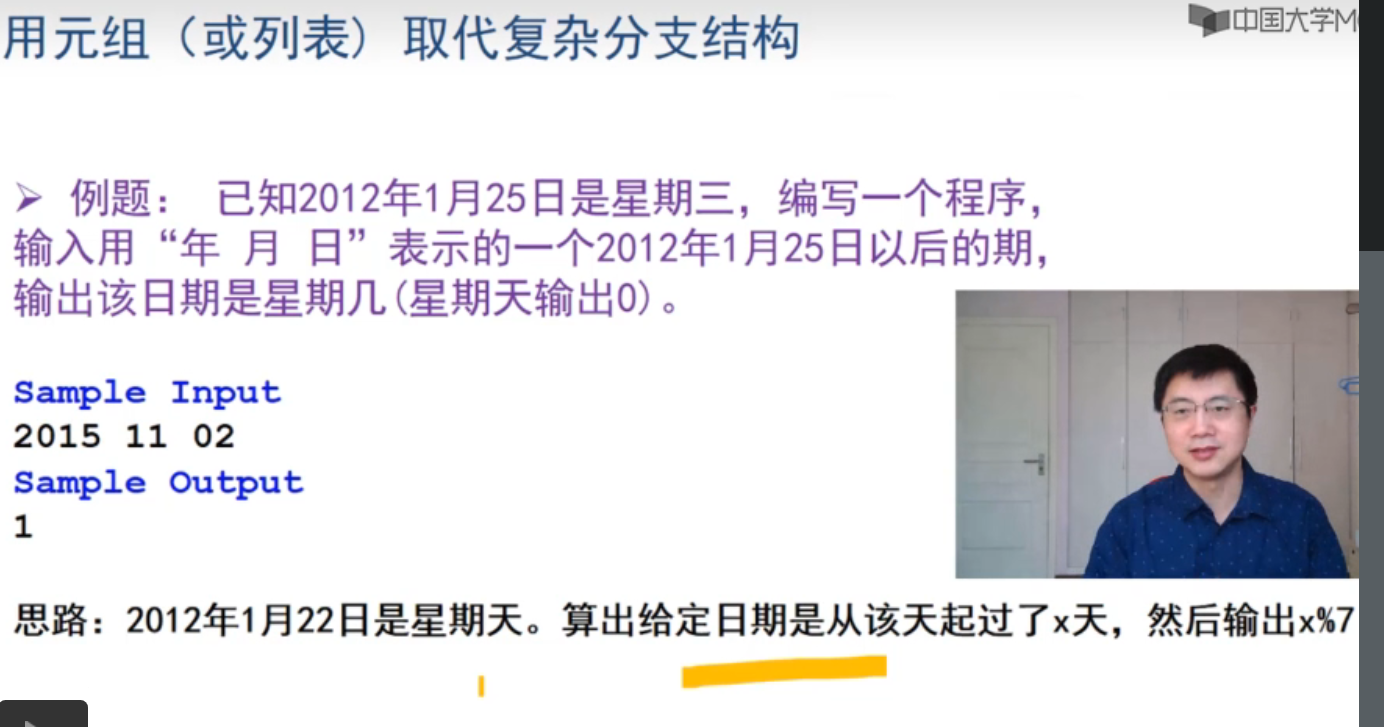 用元组（或列表）取代复杂分支结构
中国大学M
➢ 例题： 已知2012年1月25日是星期三，编写一个程序，
输入用“年 月 日”表示的一个2012年1月25日以后的期，
输出该日期是星期几(星期天输出0)。
Sample Input
2015 11 02
Sample Output
1
思路：2012年1月22日是星期天。算出给定日期是从该天起过了x天，然后输出x%7